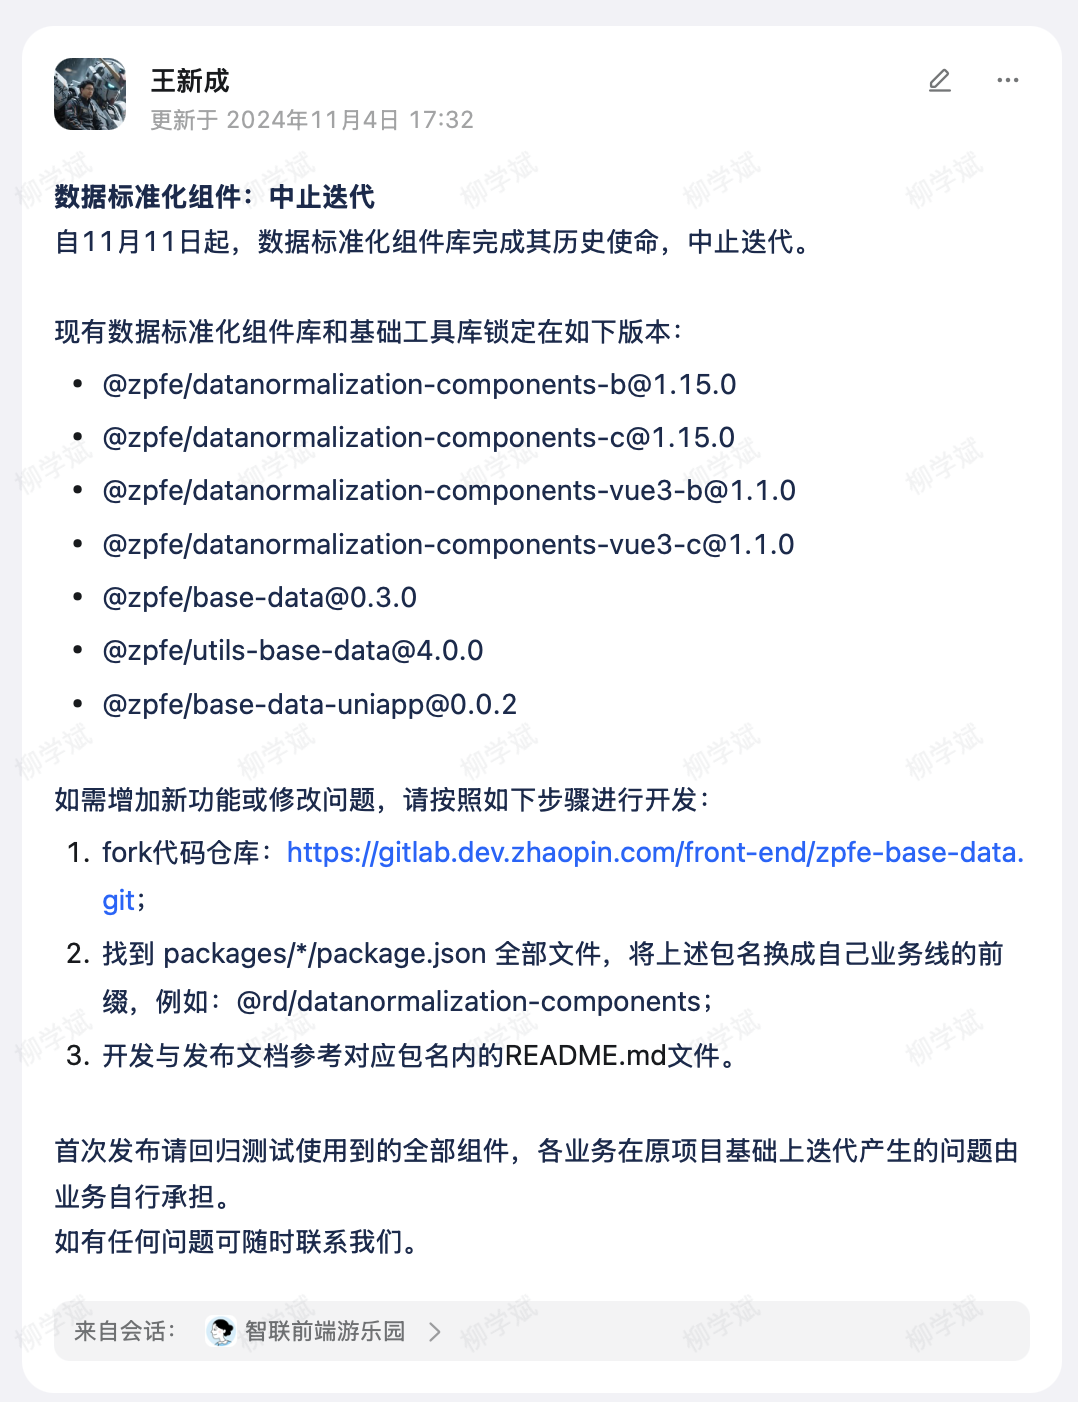 王新成
更新于 2024年11月4日 17:32
数据标准化组件：中止迭代
自11月11日起，数据标准化组件库完成其历史使命，中止迭代。
现有数据标准化组件库和基础工具库锁定在如下版本：
• @zpfe/datanormalization-components-b@1.15.0
• @zpfe/datanormalization-components-c@1.15.0
• @zpfe/datanormalization-components-vue3-b@1.1.0
• @zpfe/datanormalization-components-vue3-c@1.1.0
• @zpfe/base-data@0.3.0
• @zpfe/utils-base-data@4.0.0
• @zpfe/base-data-uniapp@0.0.2
如需增加新功能或修改问题，请按照如下步骤进行开发：
1. fork代码仓库：https://gitlab.dev.zhaopin.com/front-end/zpfe-base-data.
git；
2. 找到 packages/*/package.json 全部文件，将上述包名换成自己业务线的前
缀，例如：@rd/datanormalization-components；
3. 开发与发布文档参考对应包名内的README.md文件。
首次发布请回归测试使用到的全部组件，各业务在原项目基础上迭代产生的问题由
业务自行承担。
如有任何问题可随时联系我们。
来自会话： 智联前端游乐园
柳学斌